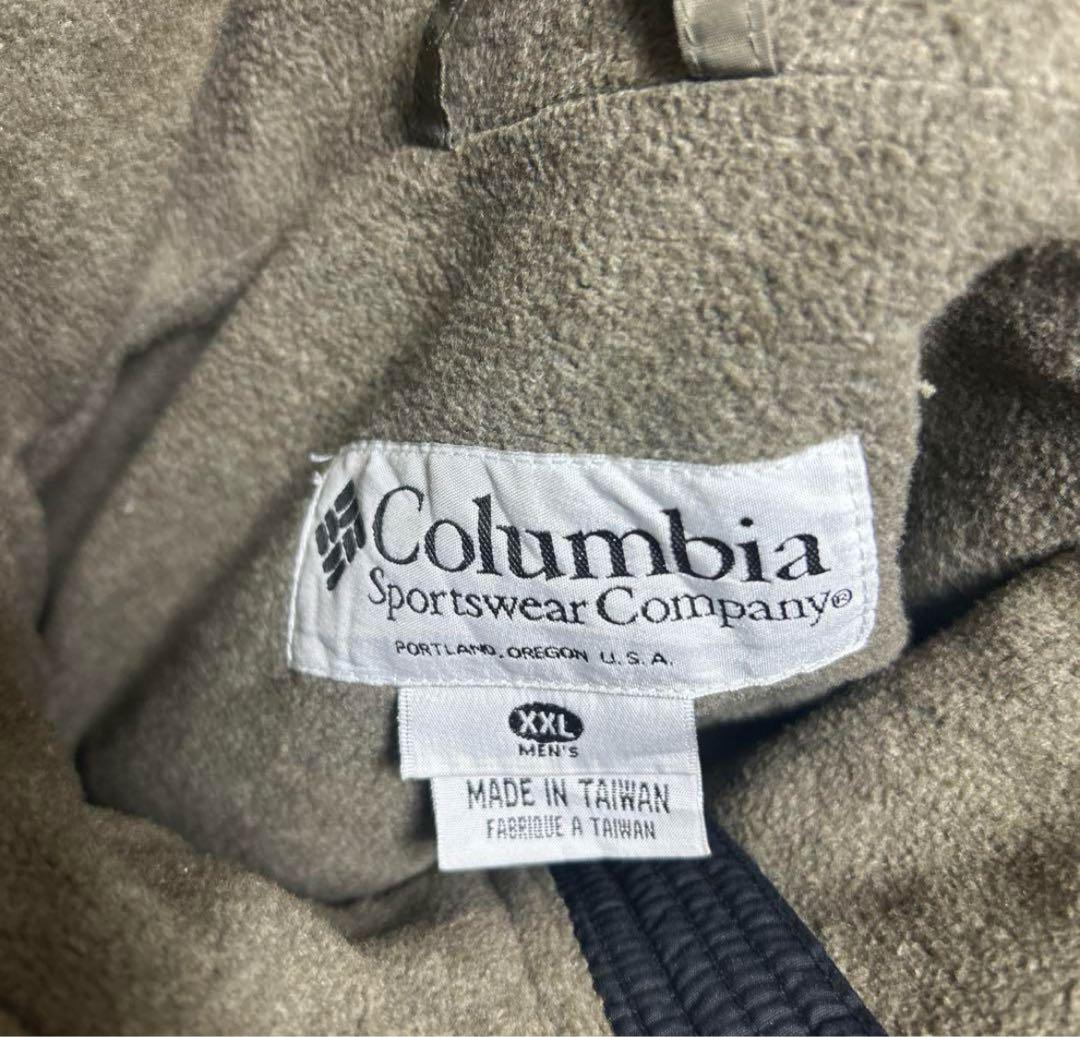 Columbia
Sportswear Company®
PORTLAND, OREGON U.S.A.
XXL
MEN'S
MADE IN TAIWAN
FABRIQUE A TAIWAN